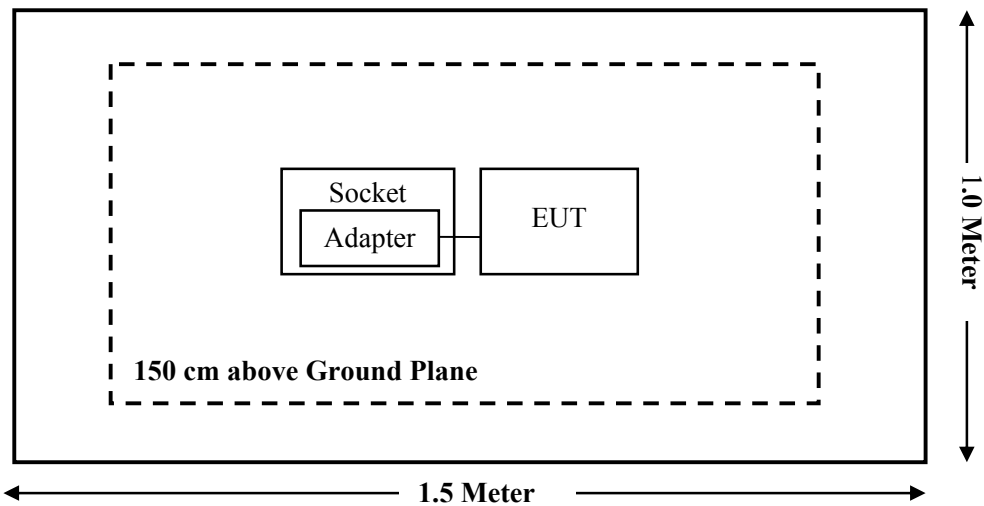 Socket
Adapter
EUT
150 cm above Ground Plane
1.0 Meter
1.5 Meter